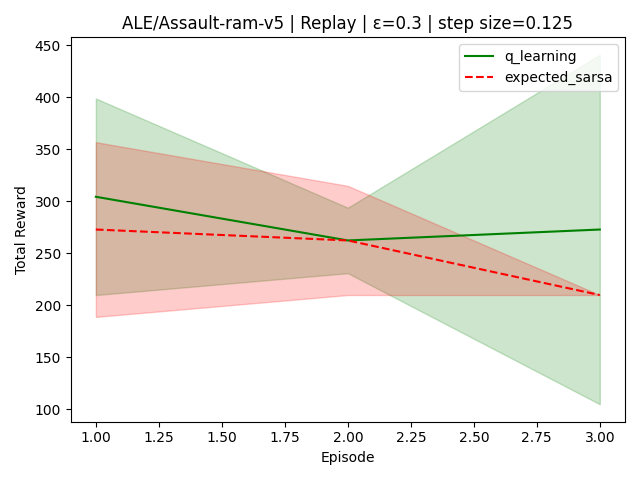 ALE/Assault-ram-v5 | Replay | ε=0.3 | step size=0.125
q_learning
expected_sarsa
Total Reward
450
400
350
300
250
200
150
100
1.00 1.25 1.50 1.75 2.00 2.25 2.50 2.75 3.00
Episode